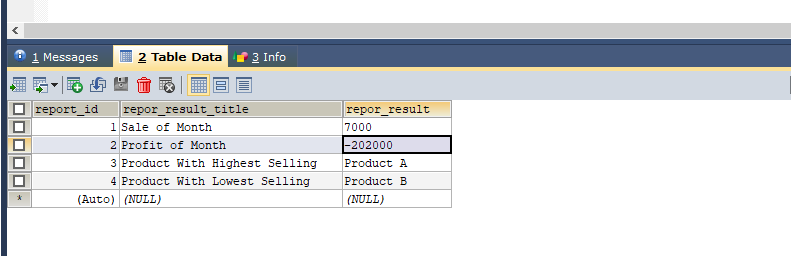 1 Messages 2 Table Data 3 Info
report_id repor_result_title repor_result
1 Sale of Month 7000
2 Profit of Month -202000
3 Product With Highest Selling Product A
4 Product With Lowest Selling Product B
* (Auto) (NULL) (NULL)